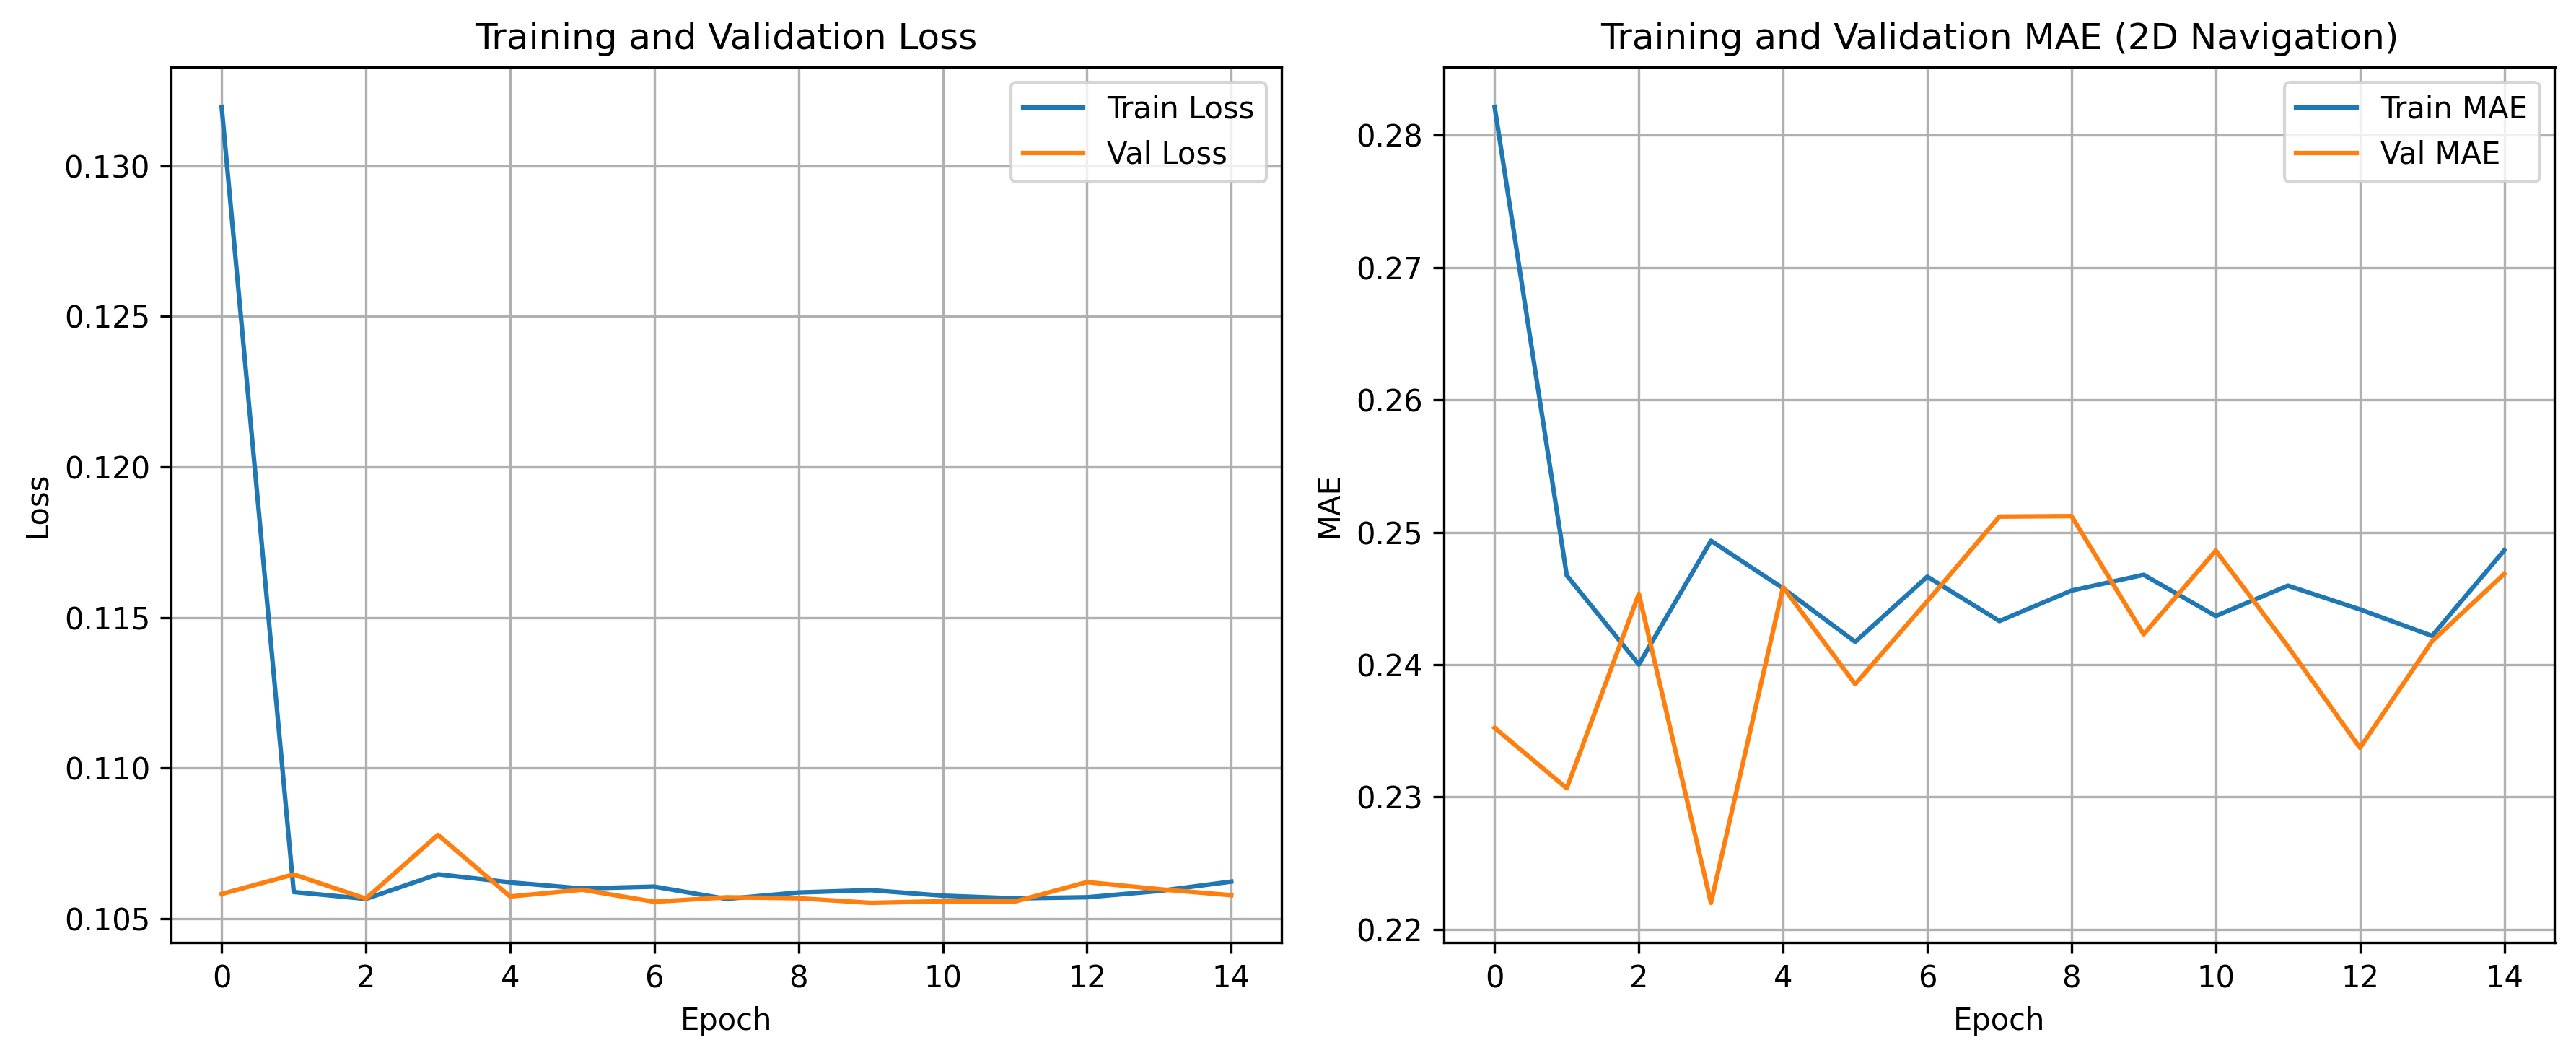 Training and Validation Loss
Train Loss
Val Loss
0.130
0.125
0.120
0.115
0.110
0.105
Loss
0 2 4 6 8 10 12 14
Epoch
Training and Validation MAE (2D Navigation)
Train MAE
Val MAE
0.28
0.27
0.26
0.25
0.24
0.23
0.22
MAE
0 2 4 6 8 10 12 14
Epoch